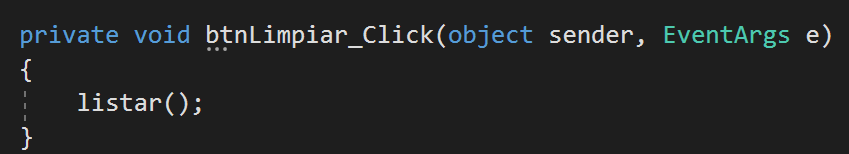 private void btnLimpiar_Click(object sender, EventArgs e)
{
    listar();
}